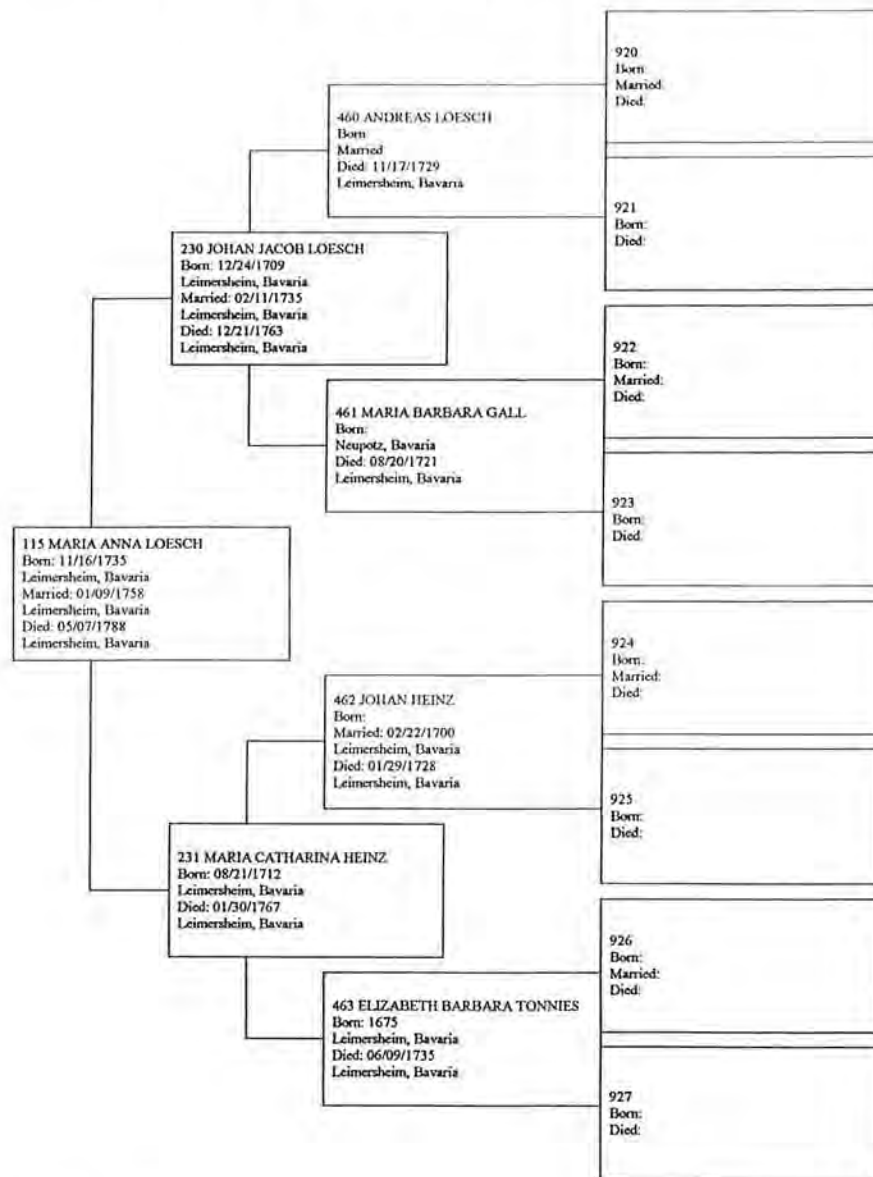 920
Born
Married
Died:
460 ANDREAS LOESCH
Born
Married
Died: 11/17/1729
Leimersheim, Bavaria
921
Born:
Died:
230 JOHAN JACOB LOESCH
Born: 12/24/1709
Leimersheim, Bavaria
Married: 02/11/1735
Leimersheim, Bavaria
Died: 12/21/1763
Leimersheim, Bavaria
922
Born:
Married:
Died:
461 MARIA BARBARA GALL
Born:
Neupotz, Bavaria
Died: 08/20/1721
Leimersheim, Bavaria
923
Born:
Died:
115 MARIA ANNA LOESCH
Born: 11/16/1735
Leimersheim, Bavaria
Married: 01/09/1758
Leimersheim, Bavaria
Died: 05/07/1788
Leimersheim, Bavaria
924
Born:
Married:
Died:
462 JOHAN HEINZ
Born:
Married: 02/22/1700
Leimersheim, Bavaria
Died: 01/29/1728
Leimersheim, Bavaria
925
Born:
Died:
231 MARIA CATHARINA HEINZ
Born: 08/21/1712
Leimersheim, Bavaria
Died: 01/30/1767
Leimersheim, Bavaria
926
Born:
Married:
Died:
463 ELIZABETH BARBARA TONNIES
Born: 1675
Leimersheim, Bavaria
Died: 06/09/1735
Leimersheim, Bavaria
927
Born:
Died: